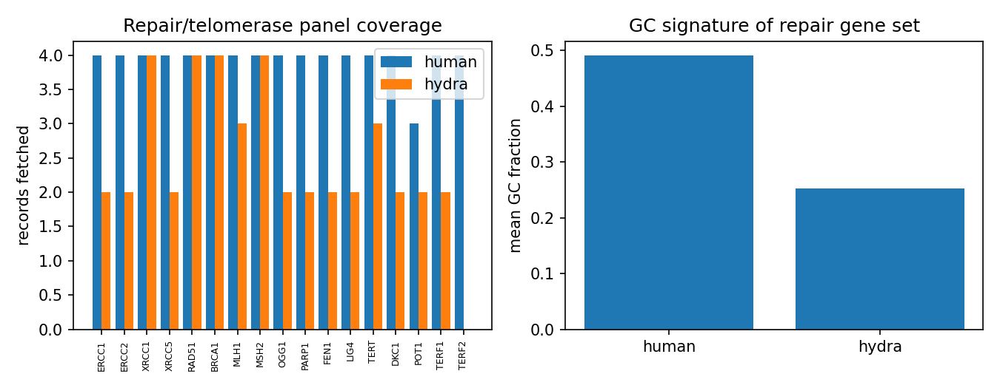 Repair/telomerase panel coverage
records fetched
4.0
3.5
3.0
2.5
2.0
1.5
1.0
0.5
0.0
human
hydra
ERCC1
ERCC2
XRCC1
XRCC5
RAD51
BRCA1
MLH1
MSH2
OGG1
PARP1
FEN1
LIG4
TERT
DKC1
POT1
TERF1
TERF2
GC signature of repair gene set
mean GC fraction
0.5
0.4
0.3
0.2
0.1
0.0
human
hydra